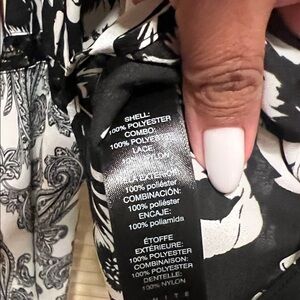 SHELL:
100% POLYESTER
COMBO:
100% POLYESTER
LACE:
100% NYLON
TELA EXTERIOR:
100% poliéster
COMBINACIÓN:
100% poliéster
ENCAJE:
100% poliamida
ÉTOFFE
EXTÉRIEURE:
100% POLYESTER
COMBINAISON:
100% POLYESTER
DENTELLE:
100% NYLON